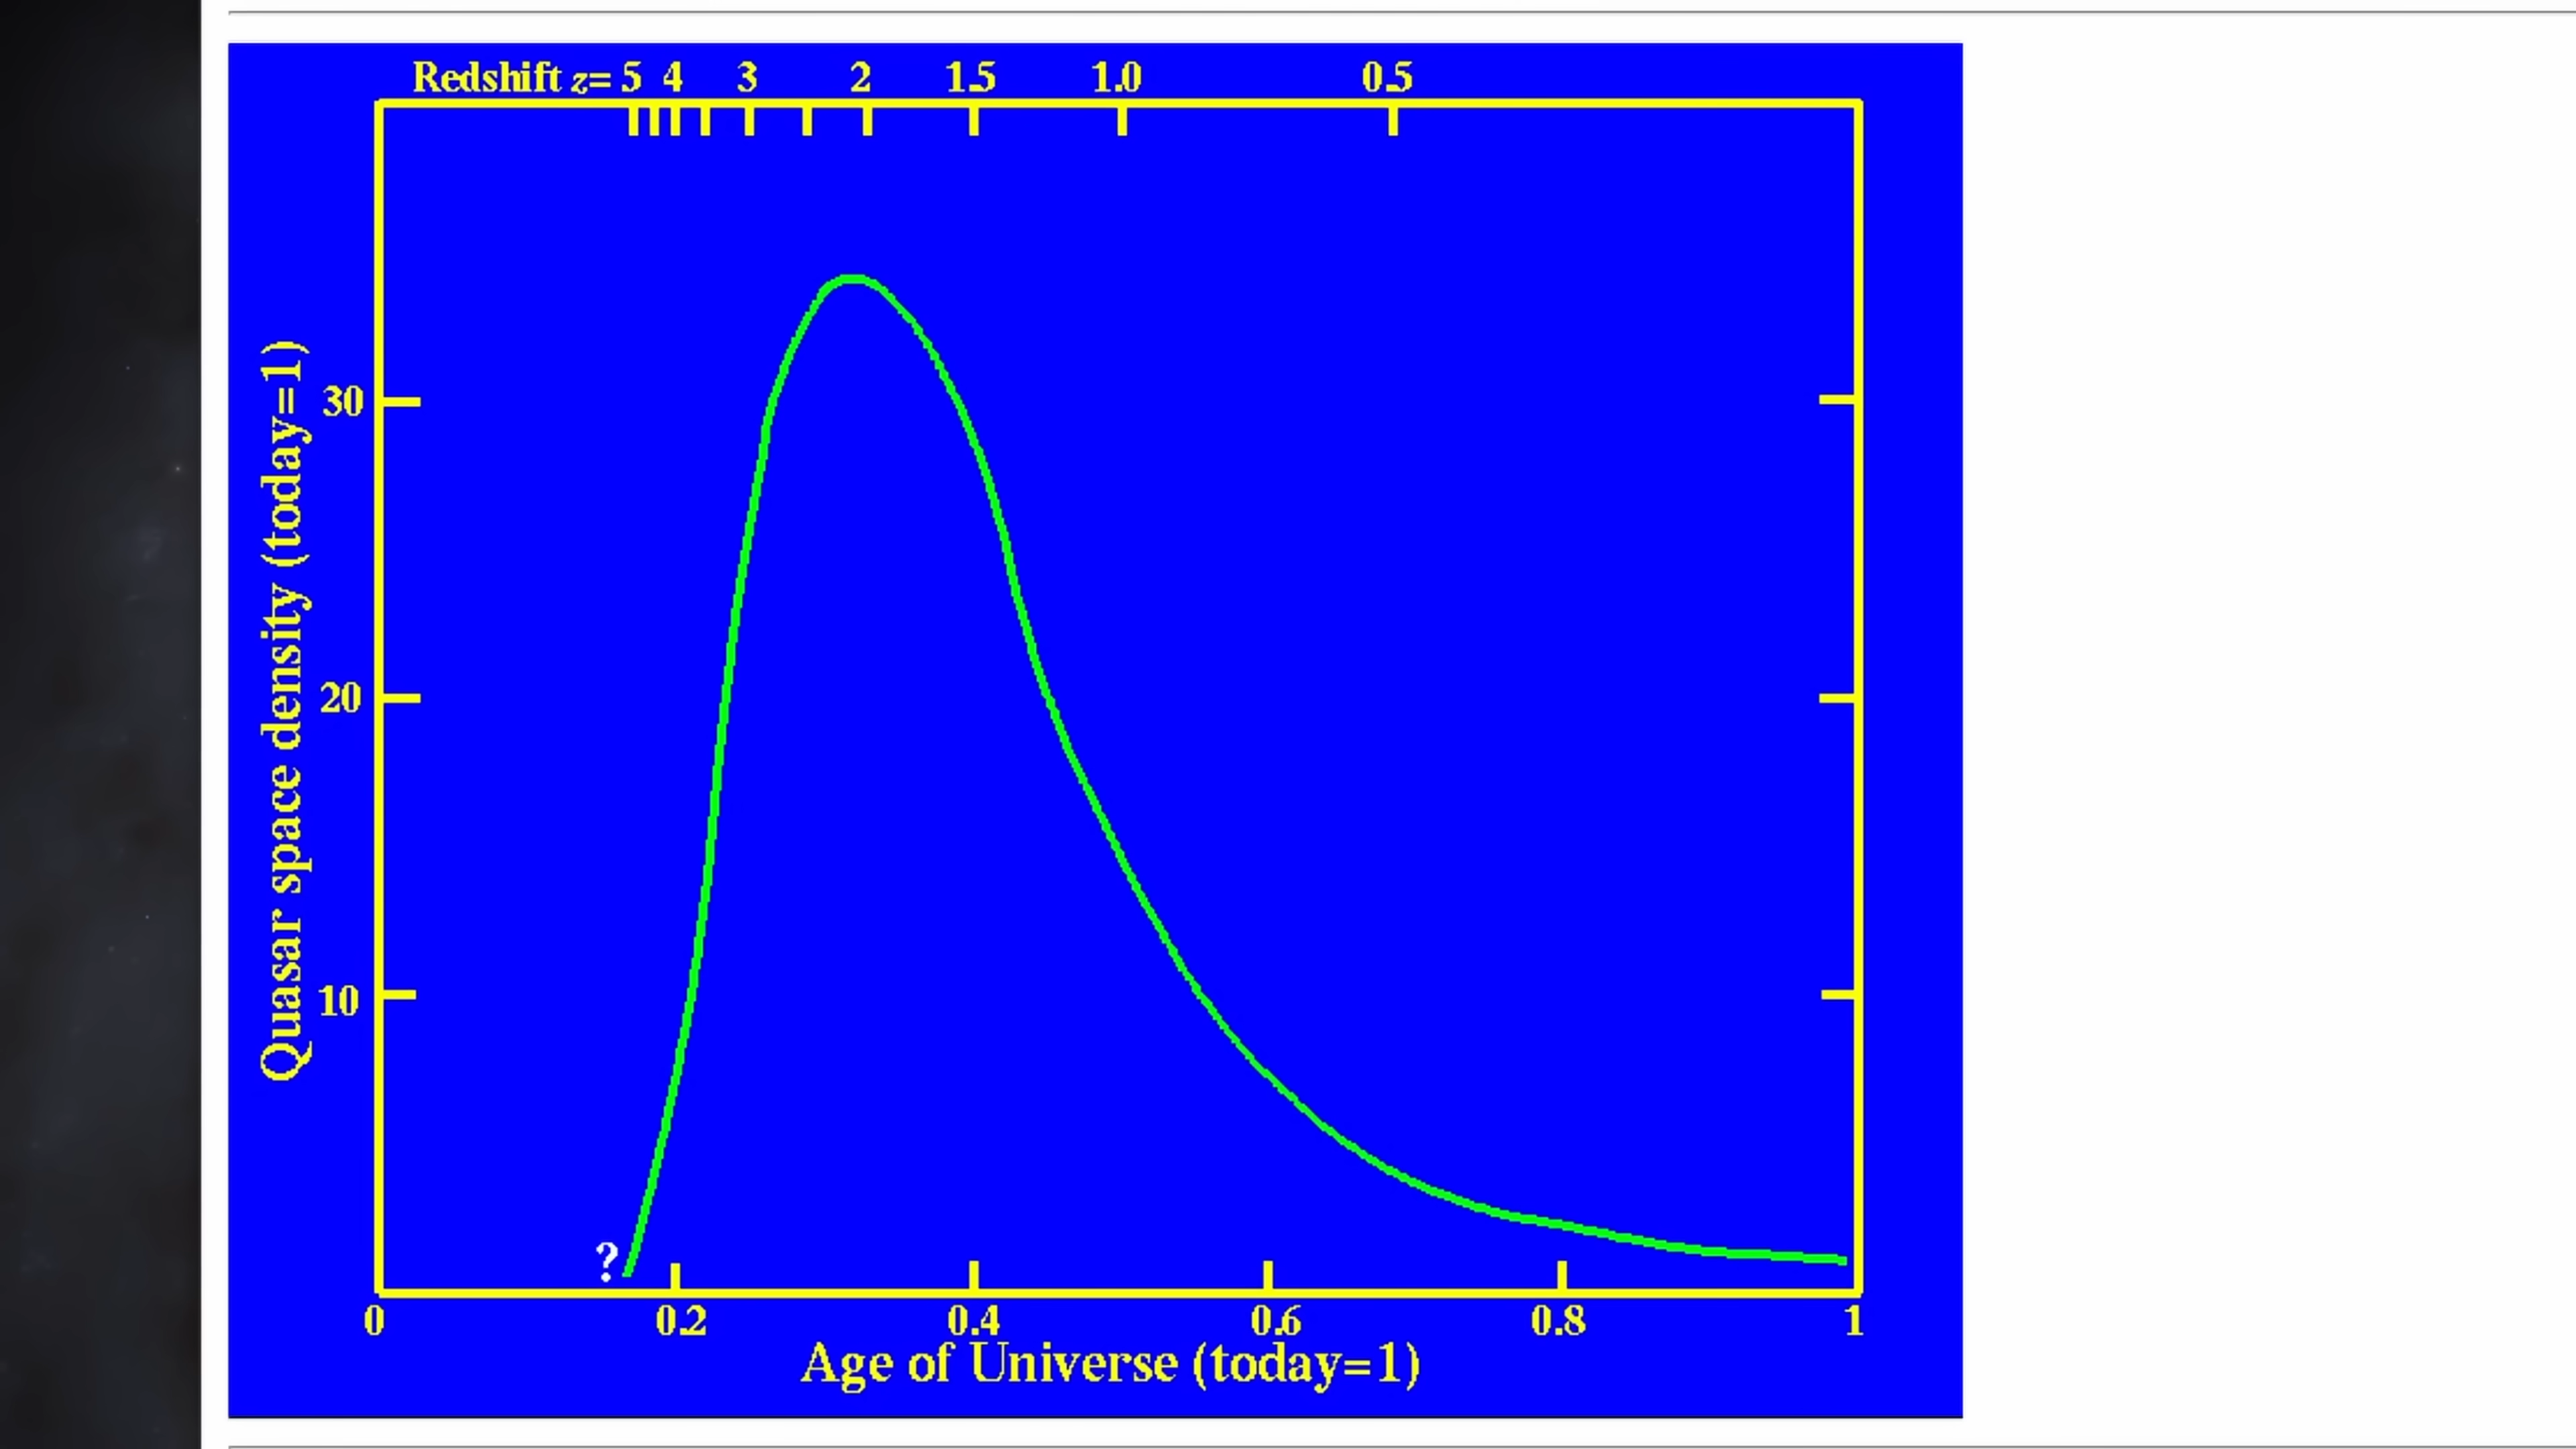 Redshift z= 5 4 3 2 1.5 1.0 0.5
Quasar space density (today=1)
30
20
10
?
0 0.2 0.4 0.6 0.8 1
Age of Universe (today=1)